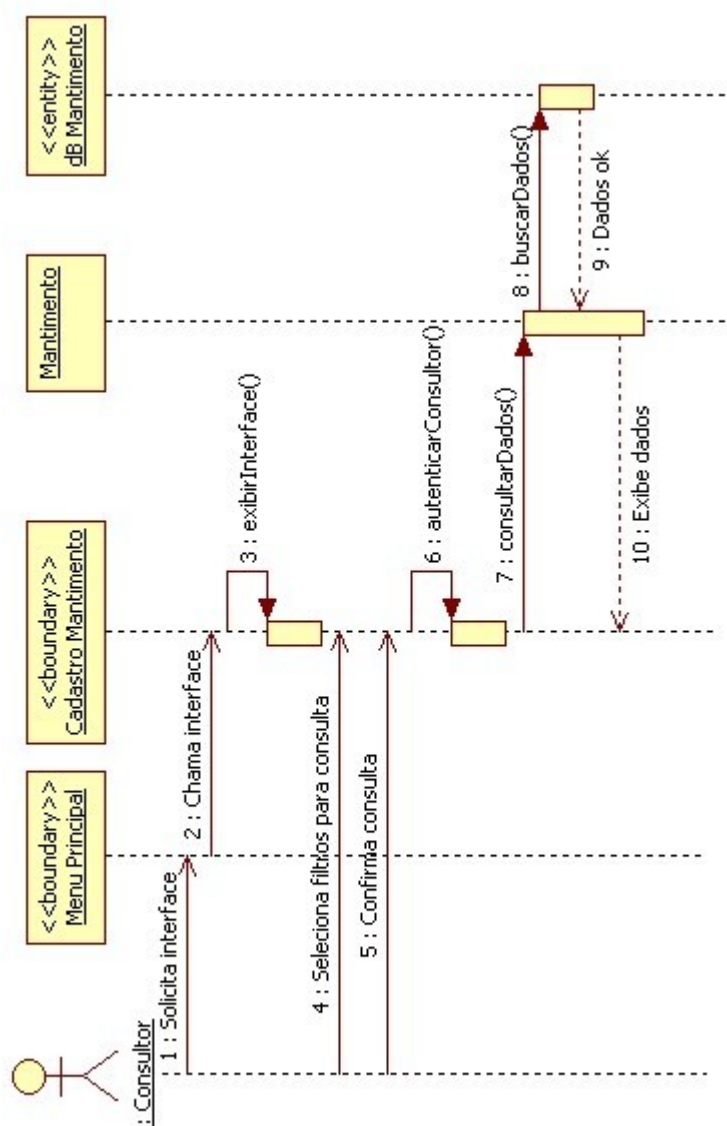 : Consultor
<<boundary>>
Menu Principal
<<boundary>>
Cadastro Mantimento
Mantimento
<<entity>>
dB Mantimento
1 : Solicita interface
2 : Chama interface
3 : exibirInterface()
4 : Seleciona filtrios para consulta
5 : Confirma consulta
6 : autenticarConsultor()
7 : consultarDados()
8 : buscarDados()
9 : Dados ok
10 : Exibe dados